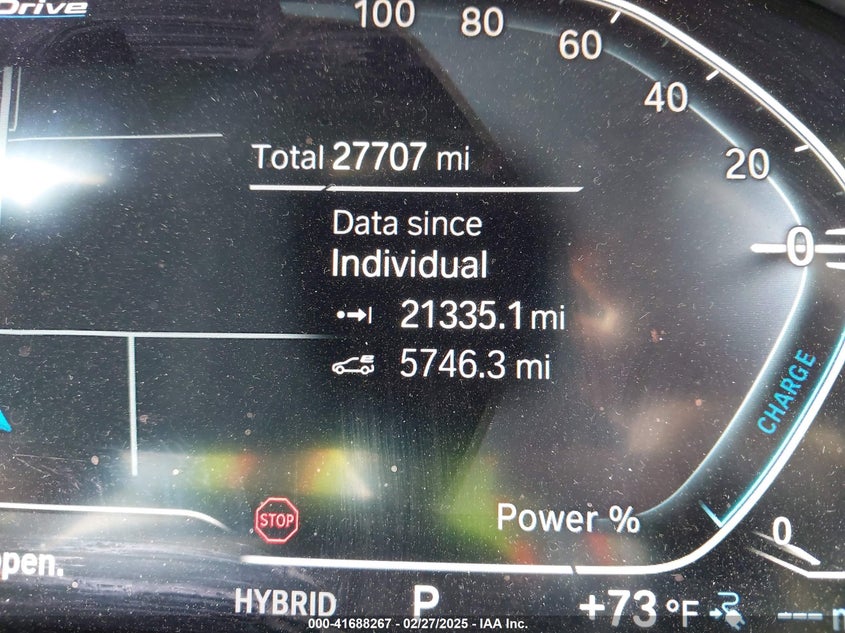 Drive
100
80
60
40
20
0
Total 27707 mi
Data since
Individual
21335.1 mi
5746.3 mi
CHARGE
STOP
Power %
0
open.
HYBRID P +73 °F --- m
000-41688267 - 02/27/2025 - IAA Inc.